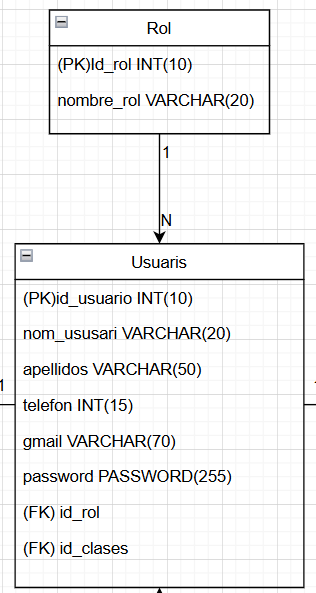 Rol
(PK)Id_rol INT(10)
nombre_rol VARCHAR(20)
1
N
Usuaris
(PK)id_usuario INT(10)
nom_ususari VARCHAR(20)
apellidos VARCHAR(50)
1
telefon INT(15)
gmail VARCHAR(70)
password PASSWORD(255)
(FK) id_rol
(FK) id_clases